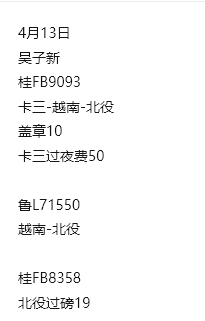 4月13日
吴子新
桂FB9093
卡三-越南-北役
盖章10
卡三过夜费50
鲁L71550
越南-北役
桂FB8358
北役过磅19